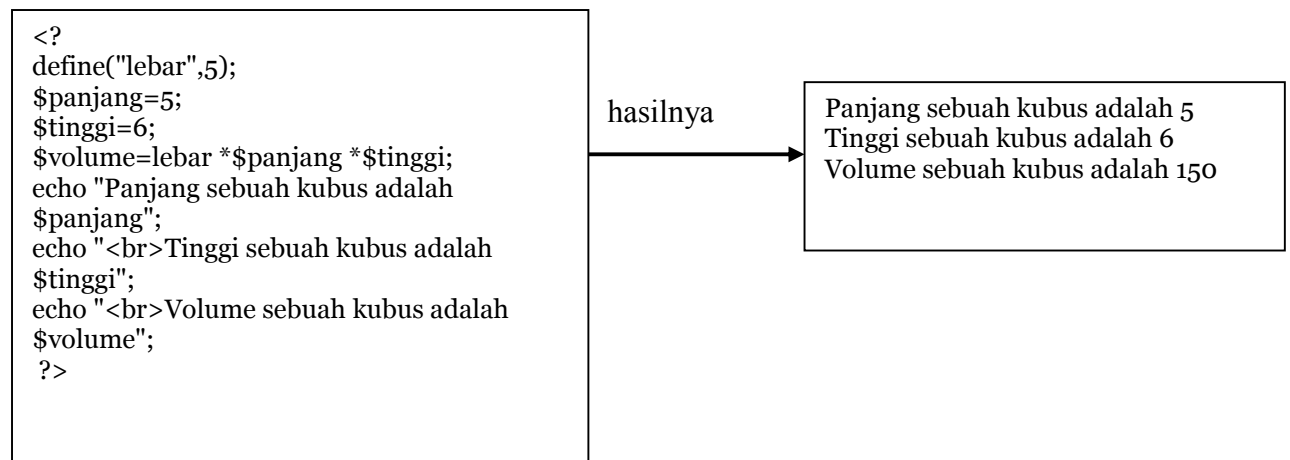 <?
define("lebar",5);
$panjang=5;
$tinggi=6;
$volume=lebar *$panjang *$tinggi;
echo "Panjang sebuah kubus adalah
$panjang";
echo "<br>Tinggi sebuah kubus adalah
$tinggi";
echo "<br>Volume sebuah kubus adalah
$volume";
?>
hasilnya
Panjang sebuah kubus adalah 5
Tinggi sebuah kubus adalah 6
Volume sebuah kubus adalah 150